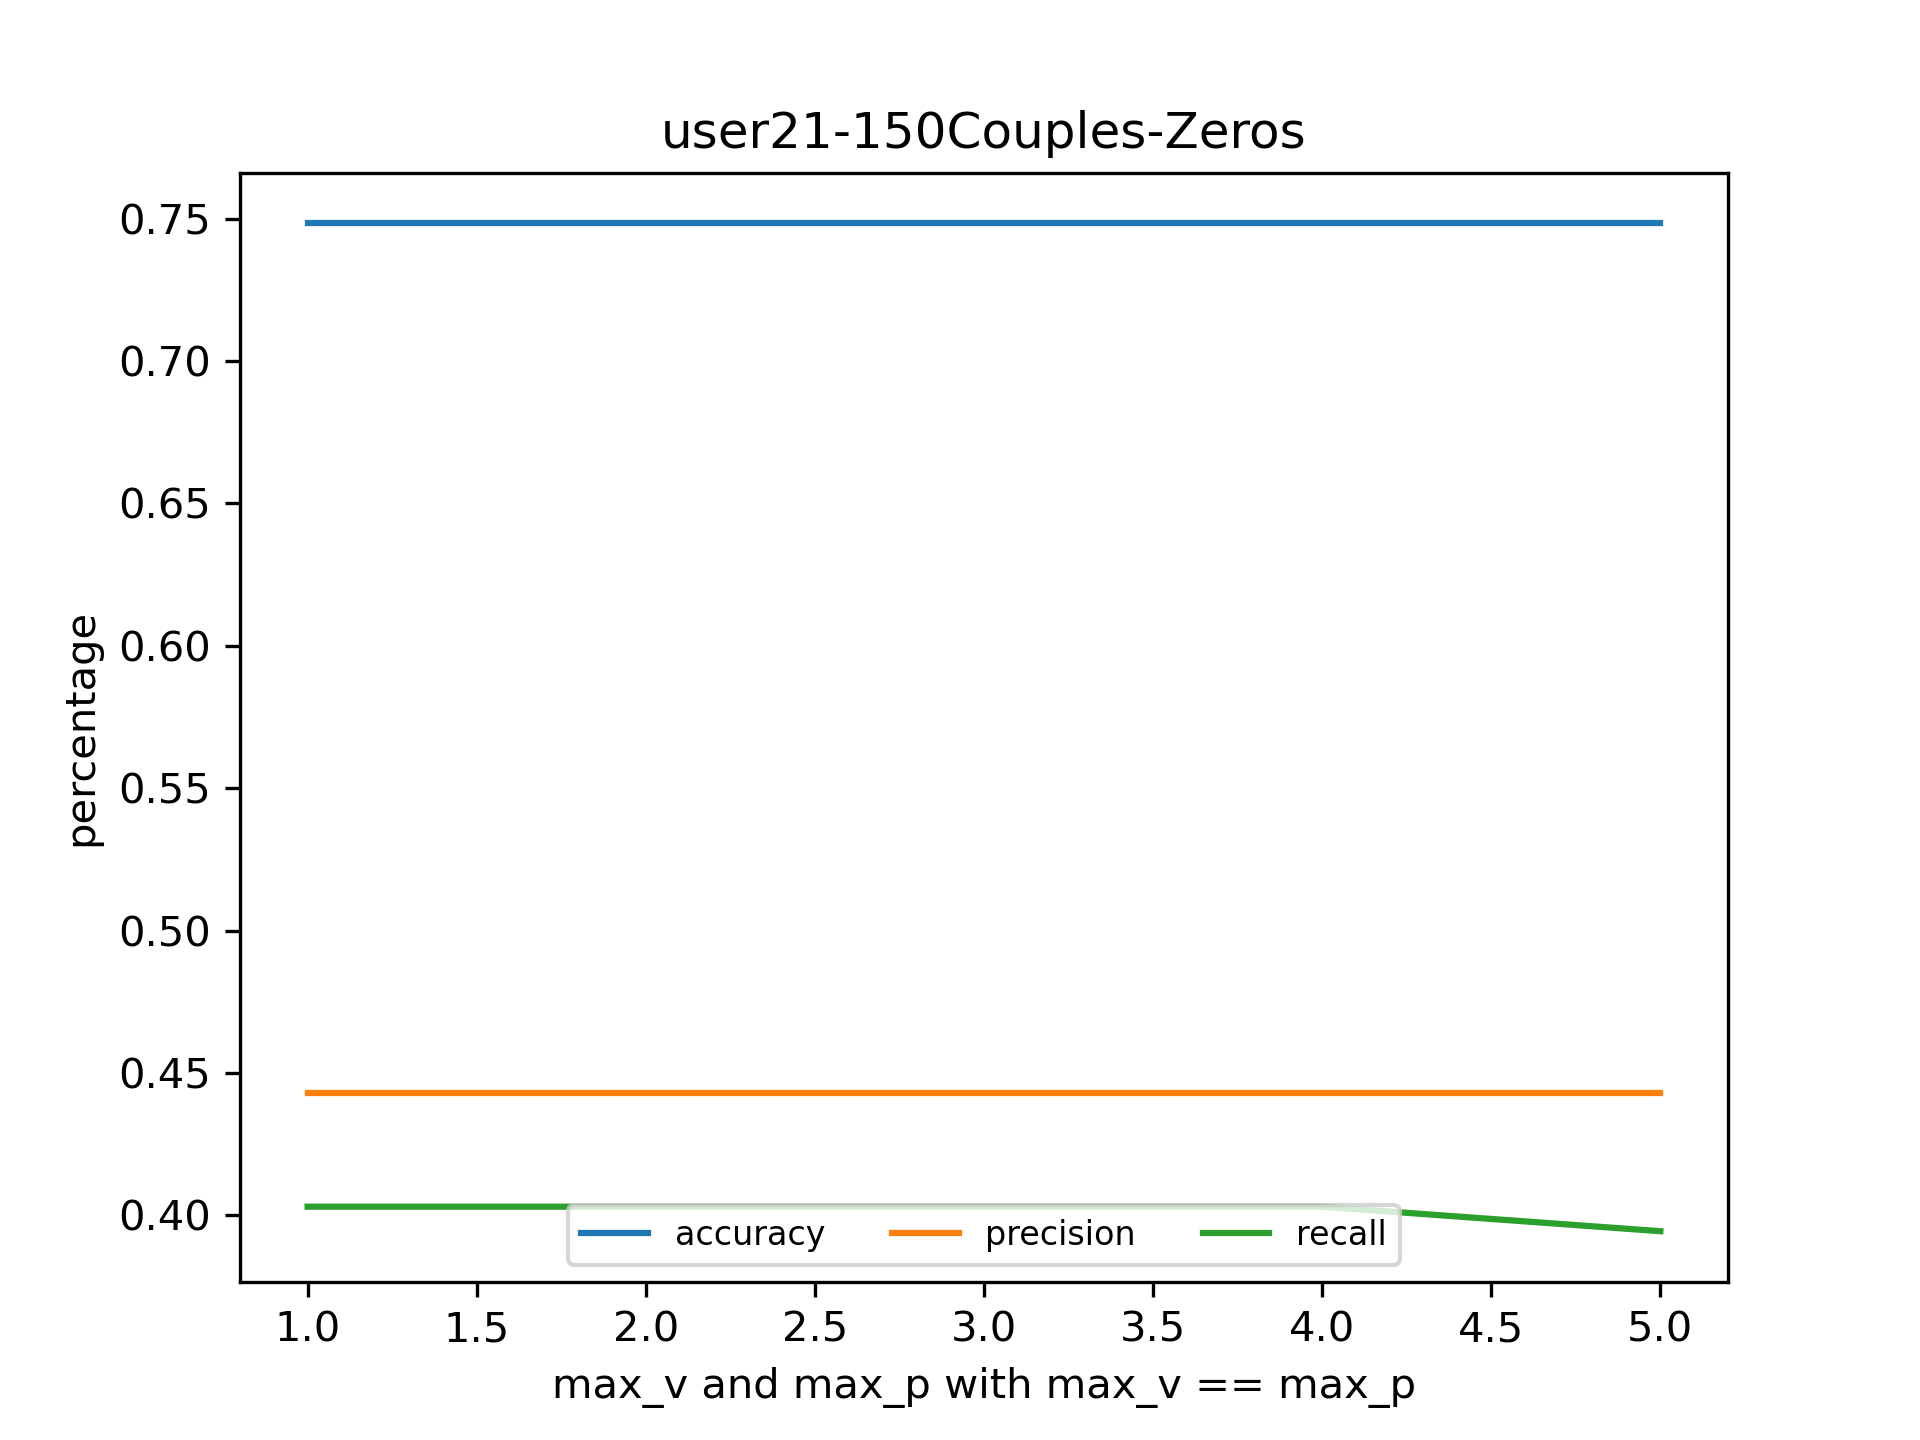 user21-150Couples-Zeros
percentage
0.75
0.70
0.65
0.60
0.55
0.50
0.45
0.40
accuracy precision recall
1.0 1.5 2.0 2.5 3.0 3.5 4.0 4.5 5.0
max_v and max_p with max_v == max_p